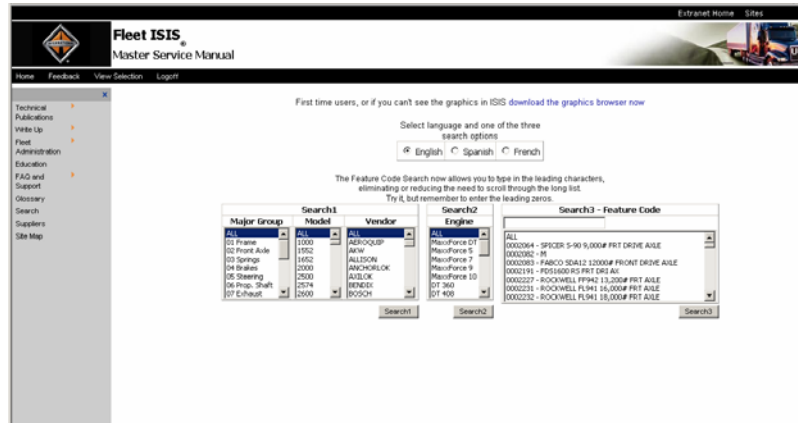 Extranet Home Sites
Fleet ISIS®
Master Service Manual
Home Feedback View Selection Logoff
x
Technical
Publications
Write Up
Fleet
Administration
Education
FAQ and
Support
Glossary
Search
Suppliers
Site Map
First time users, or if you can't see the graphics in ISIS download the graphics browser now
Select language and one of the three
search options
English Spanish French
The Feature Code Search now allows you to type in the leading characters,
eliminating or reducing the need to scroll through the long list.
Try it, but remember to enter the leading zeros.
Search1
Major Group Model Vendor
ALL ALL ALL
01 Frame 1000 AEROQUIP
02 Front Axle 1552 AKW
03 Springs 1652 ALLISON
04 Brakes 2000 ANCHORLOK
05 Steering 2500 AXILOK
06 Prop. Shaft 2574 BENDIX
07 Exhaust 2600 BOSCH
Search1
Search2
Engine
ALL
MaxxForce DT
MaxxForce 5
MaxxForce 7
MaxxForce 9
MaxxForce 10
DT 360
DT 408
Search2
Search3 - Feature Code
ALL
0002064 - SPICER S-90 9,000# FRT DRIVE AXLE
0002082 - M
0002083 - FABCO SDA12 12000# FRONT DRIVE AXLE
0002191 - FDS1600 RS FRT DRI AX
0002227 - ROCKWELL FF942 13,200# FRT AXLE
0002231 - ROCKWELL FL941 16,000# FRT AXLE
0002232 - ROCKWELL FL941 18,000# FRT AXLE
Search3